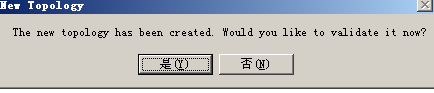 New Topology
The new topology has been created. Would you like to validate it now?
是(Y) 否(N)